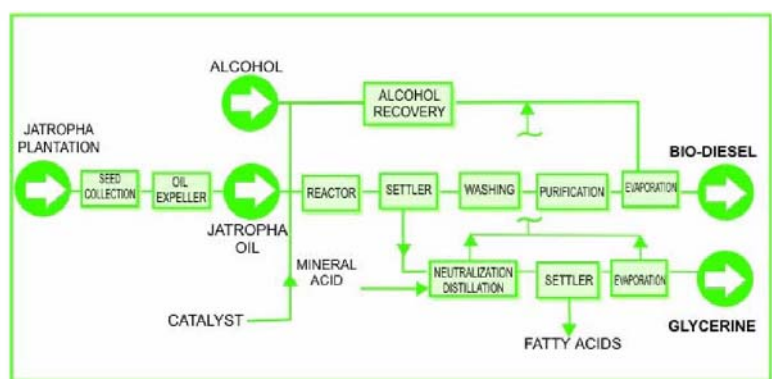 ALCOHOL
ALCOHOL
RECOVERY
JATROPHA
PLANTATION
BIO-DIESEL
SEED
COLLECTION
OIL
EXPELLER
REACTOR
SETTLER
WASHING
PURIFICATION
EVAPORATION
JATROPHA
OIL
MINERAL
ACID
NEUTRALIZATION
DISTILLATION
SETTLER
EVAPORATION
CATALYST
GLYCERINE
FATTY ACIDS